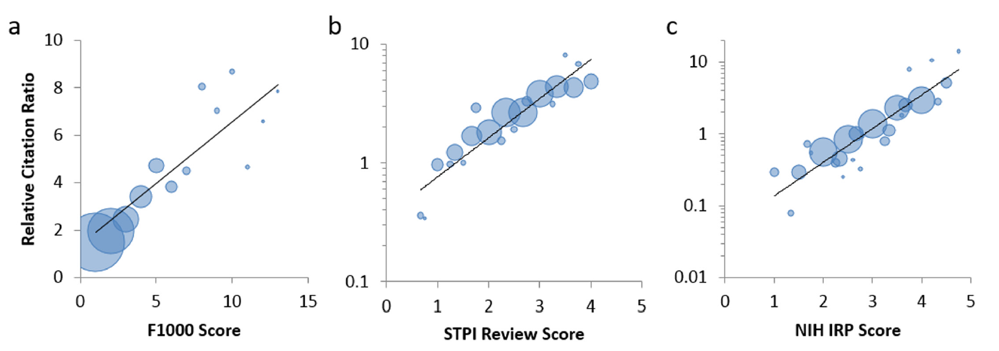 a
10
8
6
4
2
0
0 5 10 15
Relative Citation Ratio
F1000 Score
b
10
1
0.1
0 1 2 3 4 5
STPI Review Score
c
10
1
0.1
0.01
0 1 2 3 4 5
NIH IRP Score